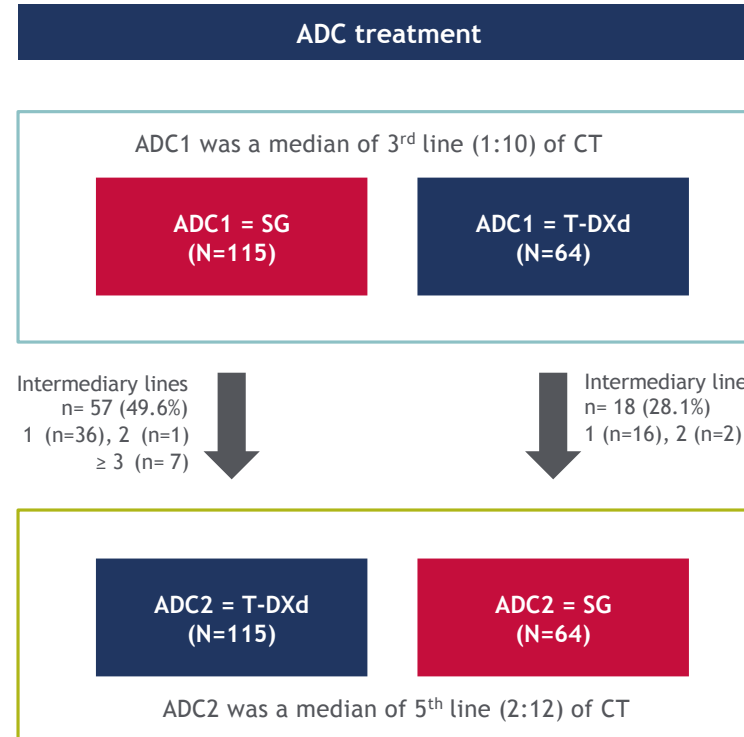 ADC treatment
ADC1 was a median of 3rd line (1:10) of CT
ADC1 = SG
(N=115)
ADC1 = T-DXd
(N=64)
Intermediary lines
n= 57 (49.6%)
1 (n=36), 2 (n=1)
≥ 3 (n= 7)
Intermediary line
n= 18 (28.1%)
1 (n=16), 2 (n=2)
ADC2 = T-DXd
(N=115)
ADC2 = SG
(N=64)
ADC2 was a median of 5th line (2:12) of CT